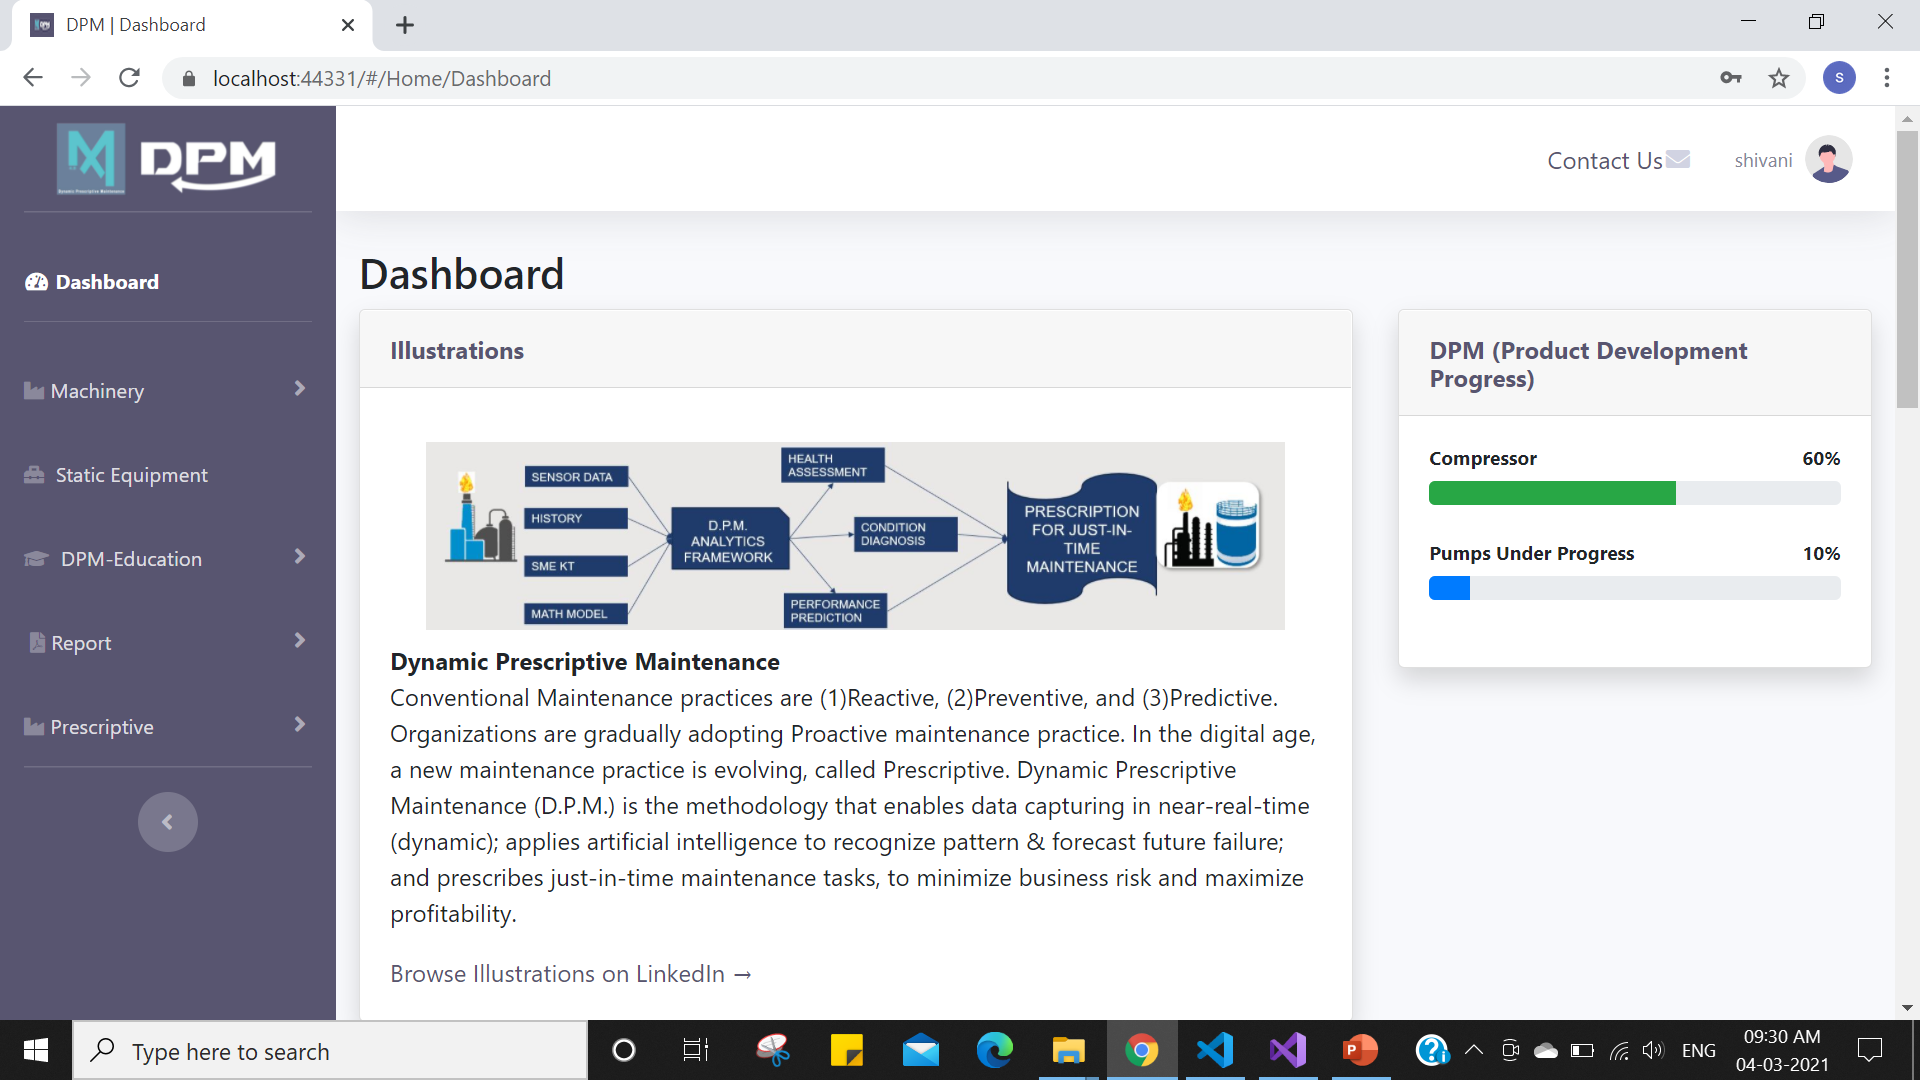 DPM | Dashboard
localhost:44331/#/Home/Dashboard
S
DPM
Dynamic Prescriptive Maintenance
Contact Us
shivani
Dashboard
Machinery
Static Equipment
DPM-Education
Report
Prescriptive
Dashboard
Illustrations
SENSOR DATA
HISTORY
SME KT
MATH MODEL
D.P.M.
ANALYTICS
FRAMEWORK
HEALTH
ASSESSMENT
CONDITION
DIAGNOSIS
PERFORMANCE
PREDICTION
PRESCRIPTION
FOR JUST-IN-
TIME
MAINTENANCE
Dynamic Prescriptive Maintenance
Conventional Maintenance practices are (1)Reactive, (2)Preventive, and (3)Predictive.
Organizations are gradually adopting Proactive maintenance practice. In the digital age,
a new maintenance practice is evolving, called Prescriptive. Dynamic Prescriptive
Maintenance (D.P.M.) is the methodology that enables data capturing in near-real-time
(dynamic); applies artificial intelligence to recognize pattern & forecast future failure;
and prescribes just-in-time maintenance tasks, to minimize business risk and maximize
profitability.
Browse Illustrations on LinkedIn →
DPM (Product Development
Progress)
Compressor 60%
Pumps Under Progress 10%
Type here to search
ENG
09:30 AM
04-03-2021